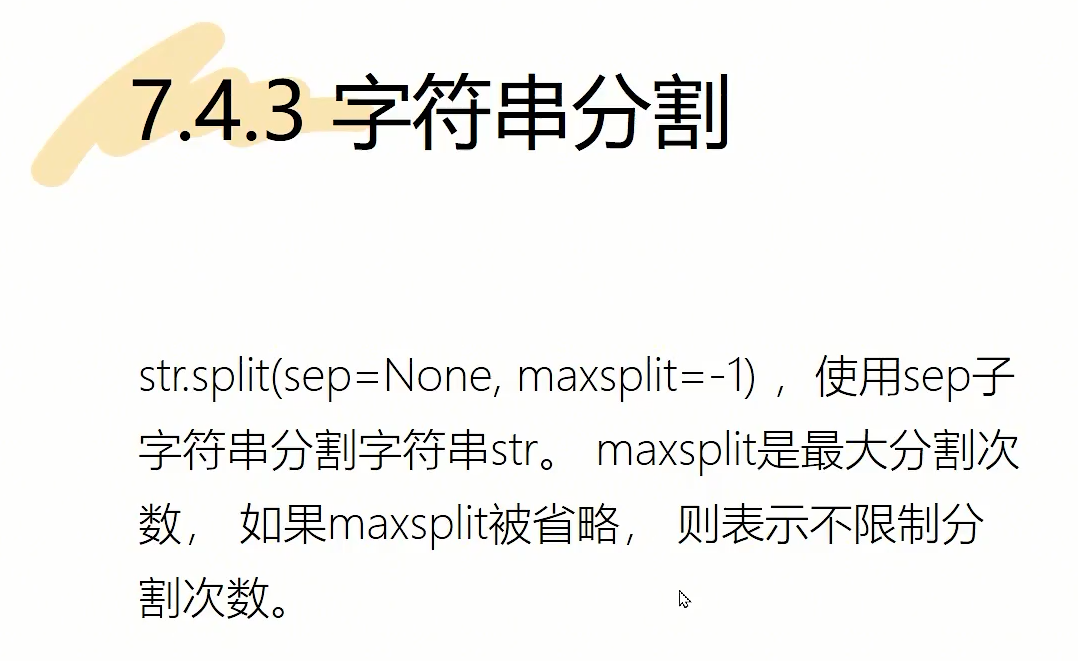 7.4.3 字符串分割
str.split(sep=None, maxsplit=-1) ，使用sep子
字符串分割字符串str。 maxsplit是最大分割次
数， 如果maxsplit被省略， 则表示不限制分
割次数。